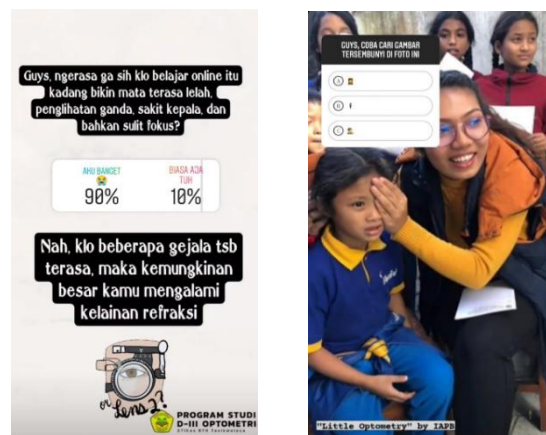 Guys, ngerasa ga sih klo belajar online itu
kadang bikin mata terasa lelah,
penglihatan ganda, sakit kepala, dan
bahkan sulit fokus?
AKU BANGET
90%
BIASA AJA
TUH
10%
Nah, klo beberapa gejala tsb
terasa, maka kemungkinan
besar kamu mengalami
kelainan refraksi
or Lens 2?
PROGRAM STUDI
D-III OPTOMETRI
GUYS, COBA CARI GAMBAR
TERSEMBUNYI DI FOTO INI
A
B
C
"Little Optometry" by IAPB